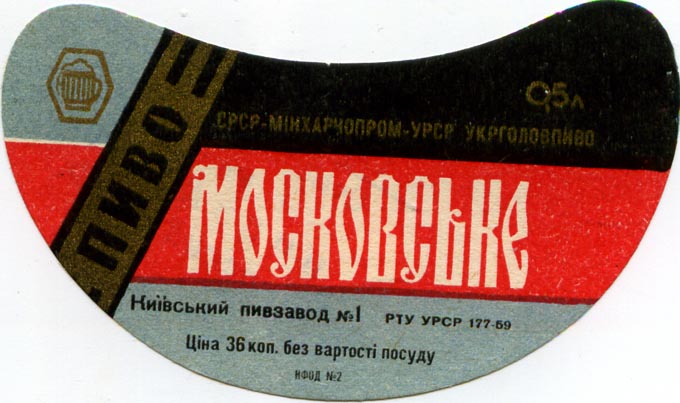 0,5л
СРСР-МІНХАРЧОПРОМ-УРСР УКРГОЛОВПИВО
ПИВО
МОСКОВСЬКЕ
Київський пивзавод №1 РТУ УРСР 177-59
Ціна 36 коп. без вартості посуду
НФОД №2